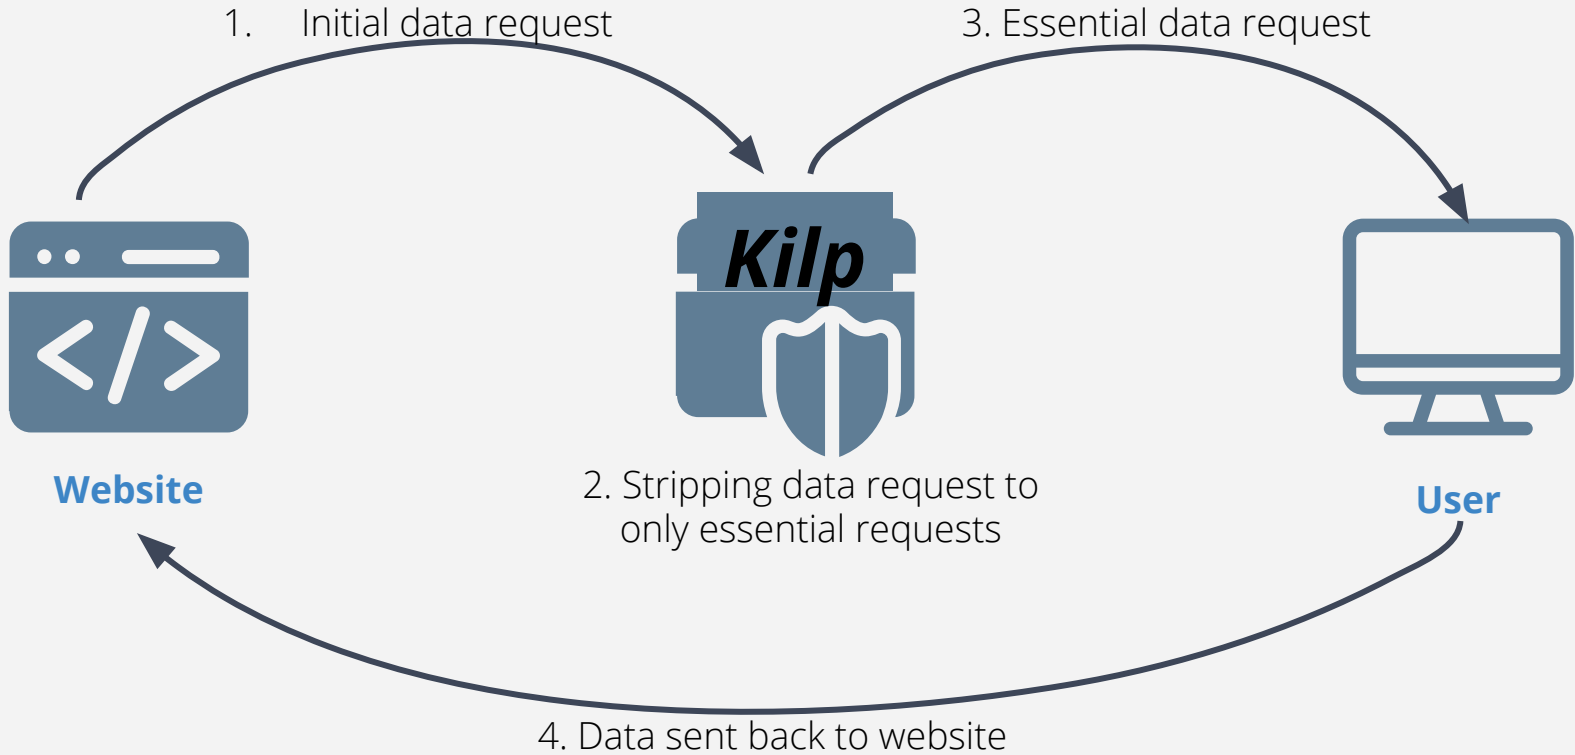 1. Initial data request
3. Essential data request
Kilp
</>
Website
2. Stripping data request to
only essential requests
User
4. Data sent back to website